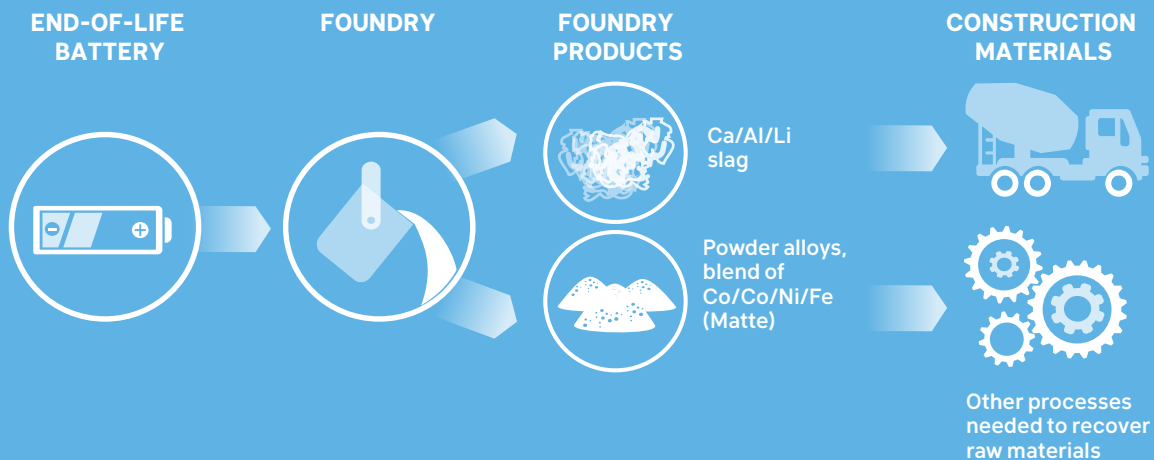 END-OF-LIFE
BATTERY
FOUNDRY
FOUNDRY
PRODUCTS
CONSTRUCTION
MATERIALS
Ca/Al/Li
slag
Powder alloys,
blend of
Co/Co/Ni/Fe
(Matte)
Other processes
needed to recover
raw materials